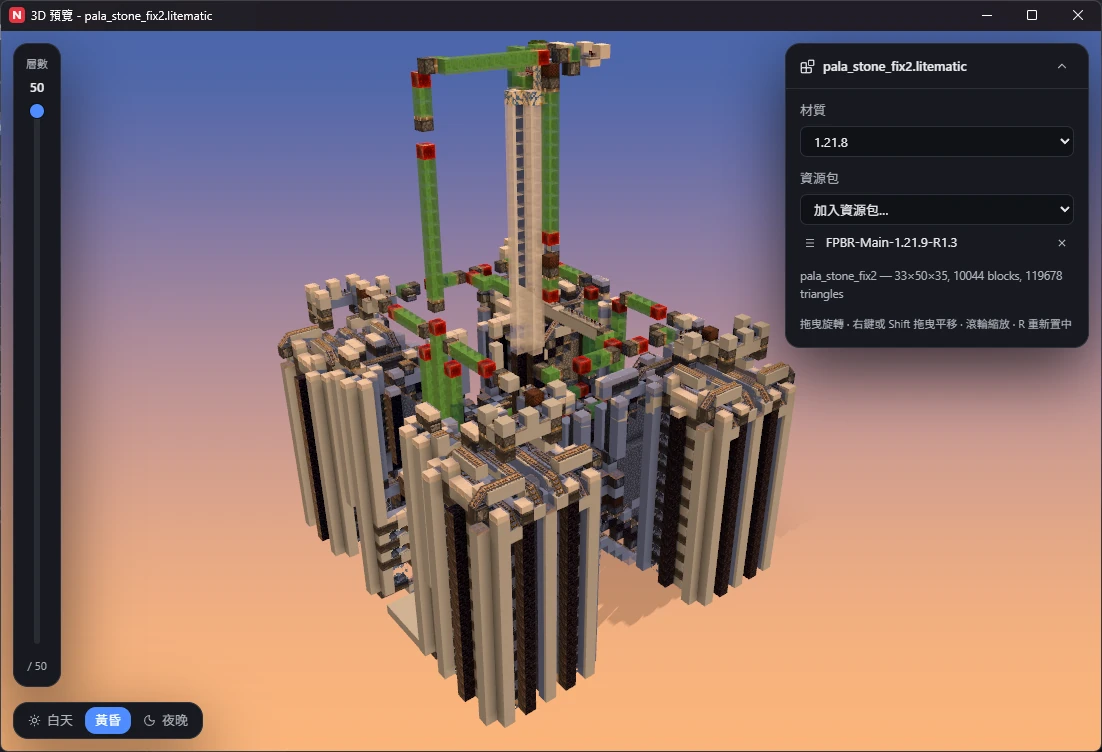 N 3D 預覽 - pala_stone_fix2.litematic
層數
50
/ 50
白天 黃昏 夜晚
pala_stone_fix2.litematic
材質
1.21.8
資源包
加入資源包...
FPBR-Main-1.21.9-R1.3
pala_stone_fix2 — 33×50×35, 10044 blocks, 119678
triangles
拖曳旋轉 · 右鍵或 Shift 拖曳平移 · 滾輪縮放 · R 重新置中